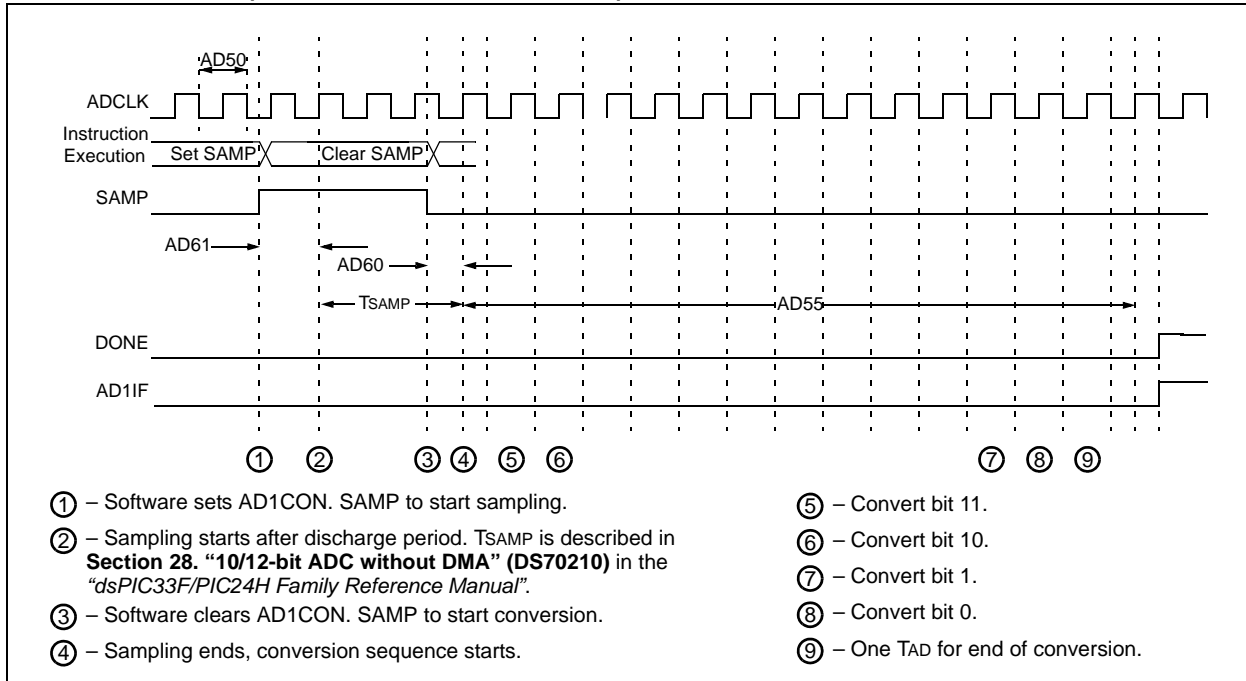 AD50
ADCLK
Instruction
Execution
Set SAMP
Clear SAMP
SAMP
AD61
AD60
TSAMP
AD55
DONE
AD1IF
1 2 3 4 5 6 7 8 9
1 – Software sets AD1CON. SAMP to start sampling.
2 – Sampling starts after discharge period. TSAMP is described in
Section 28. “10/12-bit ADC without DMA” (DS70210) in the
“dsPIC33F/PIC24H Family Reference Manual”.
3 – Software clears AD1CON. SAMP to start conversion.
4 – Sampling ends, conversion sequence starts.
5 – Convert bit 11.
6 – Convert bit 10.
7 – Convert bit 1.
8 – Convert bit 0.
9 – One TAD for end of conversion.